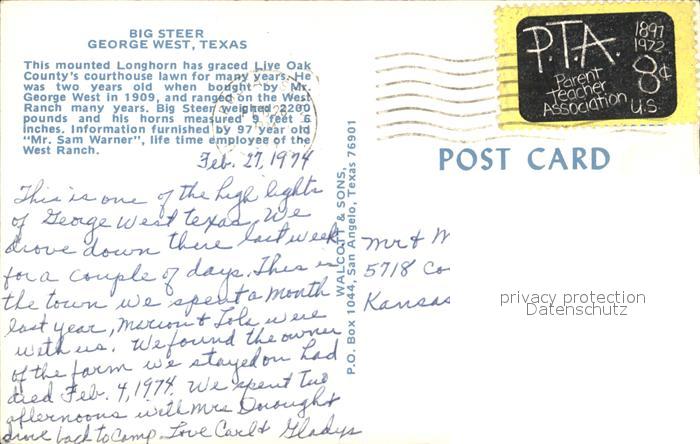 BIG STEER
GEORGE WEST, TEXAS
This mounted Longhorn has graced Live Oak
County's courthouse lawn for many years. He
was two years old when bought by Mr.
George West in 1909, and ranged on the West
Ranch many years. Big Steer weighed 2200
pounds and his horns measured 9 feet 6
inches. Information furnished by 97 year old
"Mr. Sam Warner", life time employee of the
West Ranch.
Feb. 27, 1974
This is one of the high lights
of George West Texas. We
drove down there last week
for a couple of days. This is
the town we spent a month
last year, Marion & Lola were
with us. We found the owner
of the farm we stayed on had
died Feb. 4, 1974. We spent two
afternoons with Mrs
drove back to camp. Love Carl & Gladys
WALCOTT & SONS,
P.O. Box 1044, San Angelo, Texas 76901
P.T.A. 1897
1972
Parent
Teacher
Association
8¢
U.S
POST CARD
Mr & M
5718 Co
Kansas
privacy protection
Datenschutz